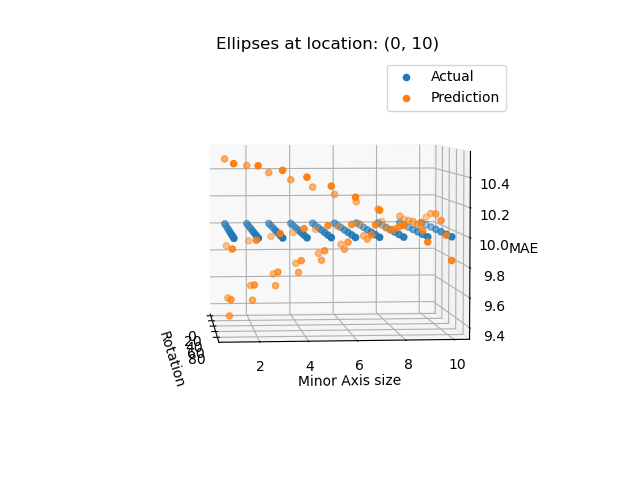 Ellipses at location: (0, 10)
Actual
Prediction
10.4
10.2
10.0
9.8
9.6
9.4
MAE
0
20
40
60
80
Rotation
2
4
6
8
10
Minor Axis size